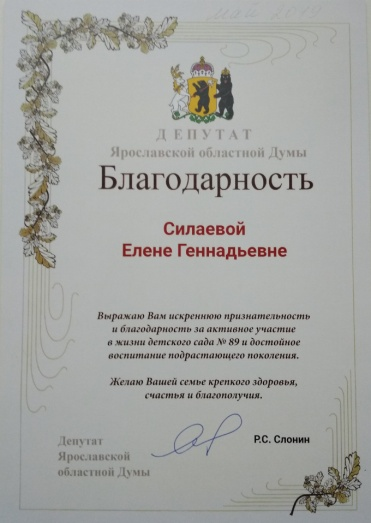 май 2019
ДЕПУТАТ
Ярославской областной Думы
Благодарность
Силаевой
Елене Геннадьевне
Выражаю Вам искреннюю признательность
и благодарность за активное участие
в жизни детского сада № 89 и достойное
воспитание подрастающего поколения.
Желаю Вашей семье крепкого здоровья,
счастья и благополучия.
Депутат
Ярославской
областной Думы
Р.С. Слонин